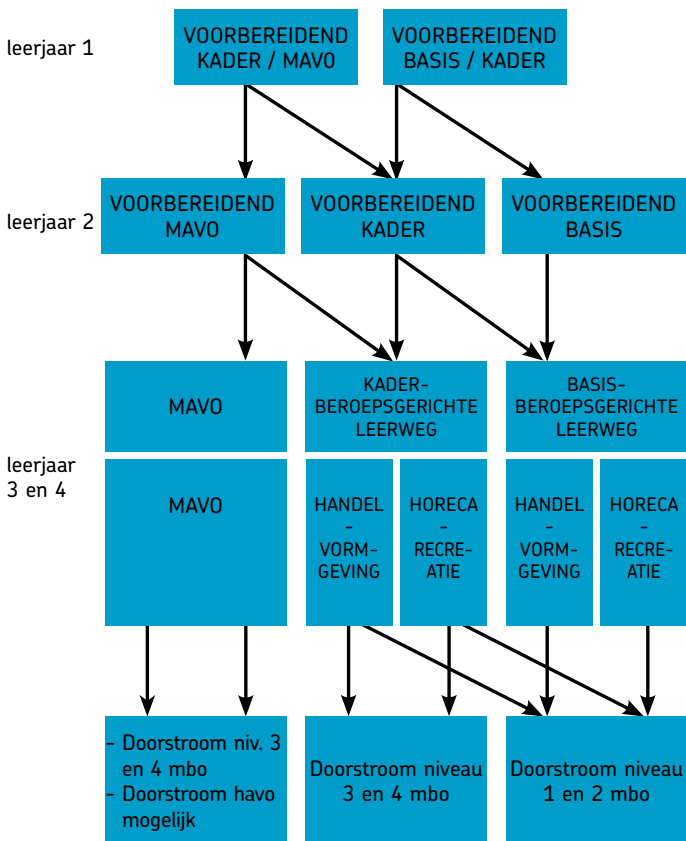 leerjaar 1
VOORBEREIDEND
KADER / MAVO
VOORBEREIDEND
BASIS / KADER
leerjaar 2
VOORBEREIDEND
MAVO
VOORBEREIDEND
KADER
VOORBEREIDEND
BASIS
MAVO
KADER-
BEROEPSGERICHTE
LEERWEG
BASIS-
BEROEPSGERICHTE
LEERWEG
leerjaar
3 en 4
MAVO
HANDEL
-
VORM-
GEVING
HORECA
-
RECRE-
ATIE
HANDEL
-
VORM-
GEVING
HORECA
-
RECRE-
ATIE
- Doorstroom niv. 3
en 4 mbo
- Doorstroom havo
mogelijk
Doorstroom niveau
3 en 4 mbo
Doorstroom niveau
1 en 2 mbo